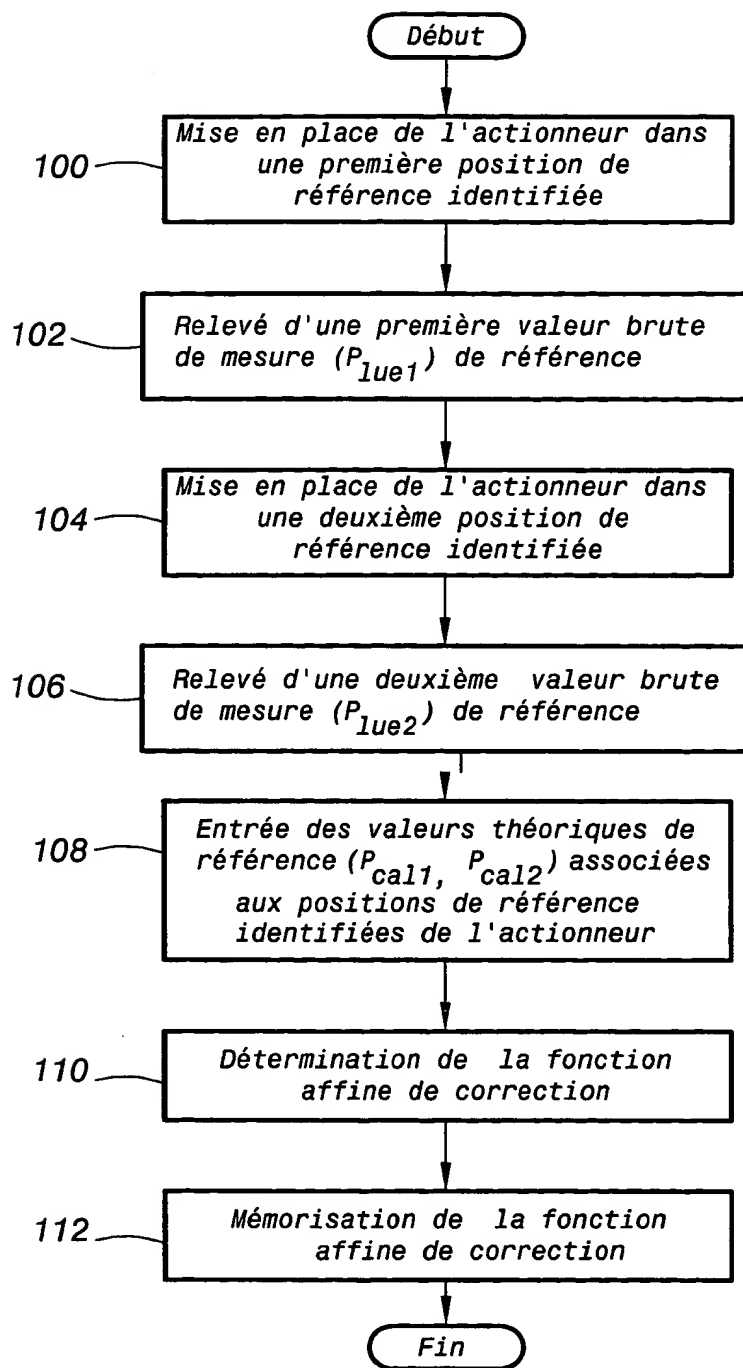 Début
100
Mise en place de l'actionneur dans
une première position de
référence identifiée
102
Relevé d'une première valeur brute
de mesure (P_lue1) de référence
104
Mise en place de l'actionneur dans
une deuxième position de
référence identifiée
106
Relevé d'une deuxième valeur brute
de mesure (P_lue2) de référence
108
Entrée des valeurs théoriques de
référence (P_cal1, P_cal2) associées
aux positions de référence
identifiées de l'actionneur
110
Détermination de la fonction
affine de correction
112
Mémorisation de la fonction
affine de correction
Fin